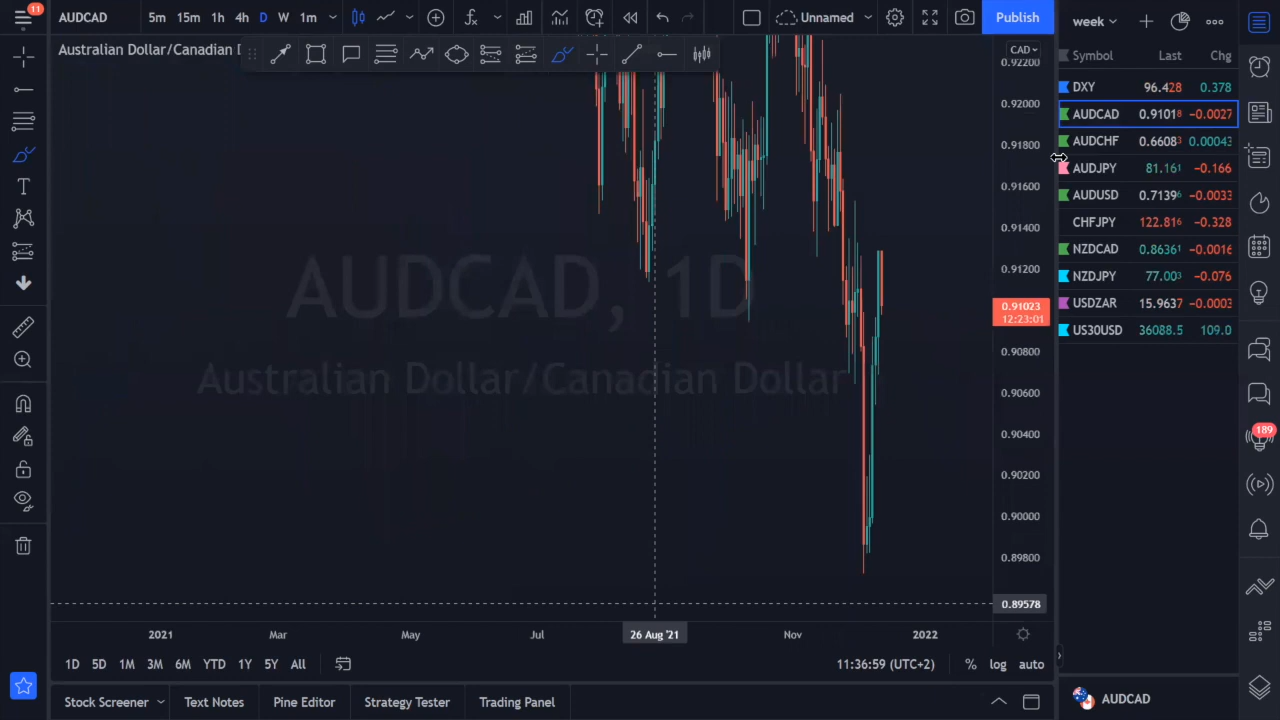 11
AUDCAD 5m 15m 1h 4h D W 1m Unnamed Publish
week
Australian Dollar/Canadian D
CAD
Symbol Last Chg
DXY 96.428 0.378
AUDCAD 0.91018 −0.0027
AUDCHF 0.66083 0.00043
AUDJPY 81.161 −0.166
AUDUSD 0.71396 −0.0033
CHFJPY 122.816 −0.328
NZDCAD 0.86361 −0.0016
NZDJPY 77.003 −0.076
USDZAR 15.9637 −0.0003
US30USD 36088.5 109.0
0.92200
0.92000
0.91800
0.91600
0.91400
0.91200
0.91023
12:23:01
0.90800
0.90600
0.90400
0.90200
0.90000
0.89800
0.89578
AUDCAD, 1D
Australian Dollar/Canadian Dollar
189
2021 Mar May Jul 26 Aug '21 Nov 2022
1D 5D 1M 3M 6M YTD 1Y 5Y All 11:36:59 (UTC+2) % log auto
Stock Screener Text Notes Pine Editor Strategy Tester Trading Panel
AUDCAD